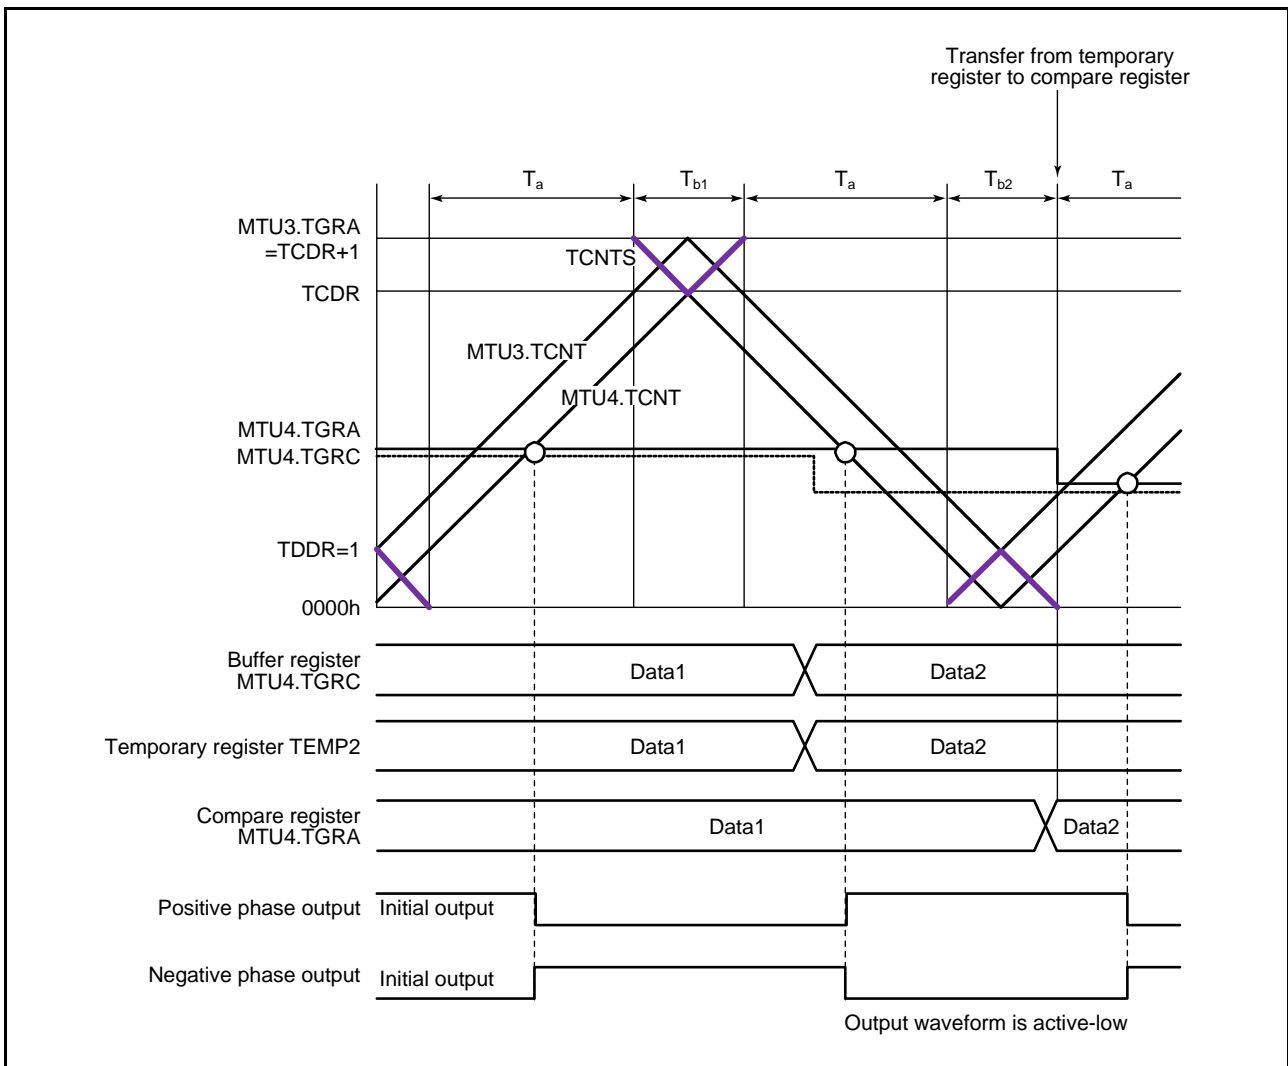 Transfer from temporary
register to compare register
Ta
Tb1
Ta
Tb2
Ta
MTU3.TGRA
=TCDR+1
TCNTS
TCDR
MTU3.TCNT
MTU4.TCNT
MTU4.TGRA
MTU4.TGRC
TDDR=1
0000h
Buffer register
MTU4.TGRC
Data1
Data2
Temporary register TEMP2
Data1
Data2
Compare register
MTU4.TGRA
Data1
Data2
Positive phase output
Initial output
Negative phase output
Initial output
Output waveform is active-low